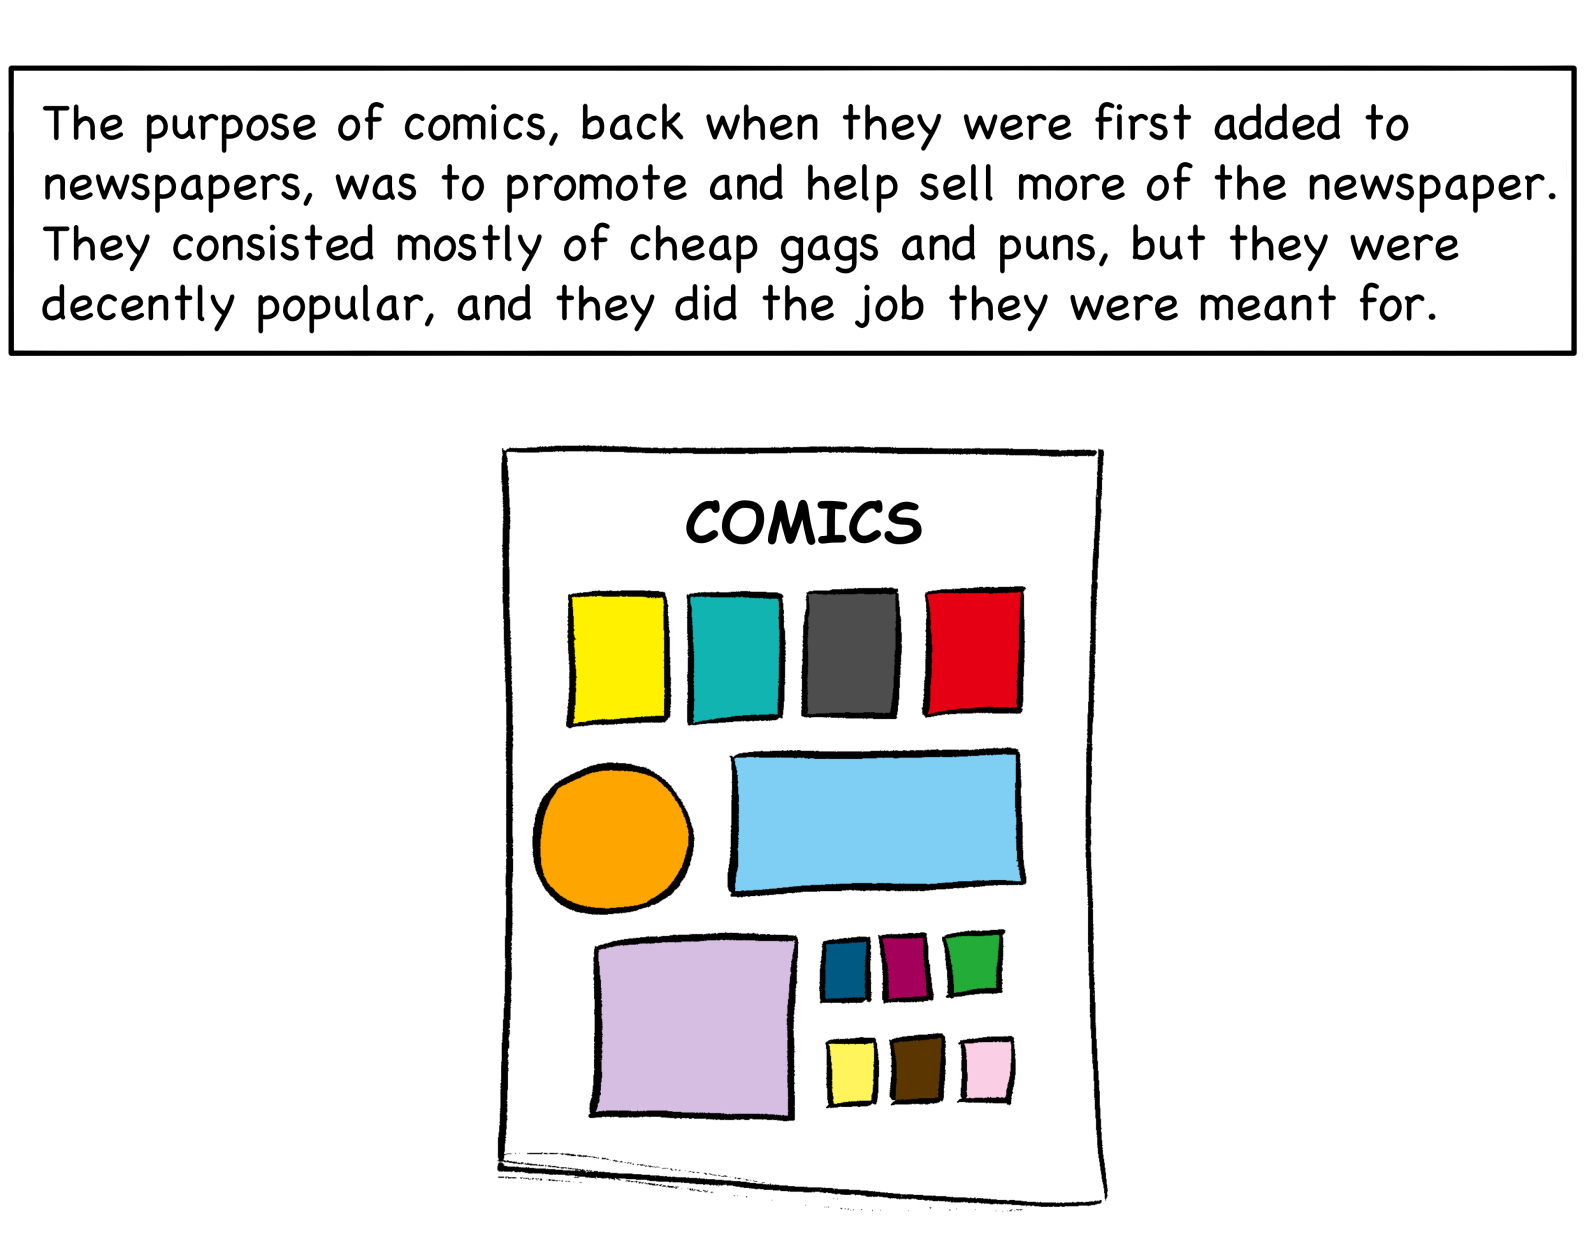 The purpose of comics, back when they were first added to
newspapers, was to promote and help sell more of the newspaper.
They consisted mostly of cheap gags and puns, but they were
decently popular, and they did the job they were meant for.
COMICS